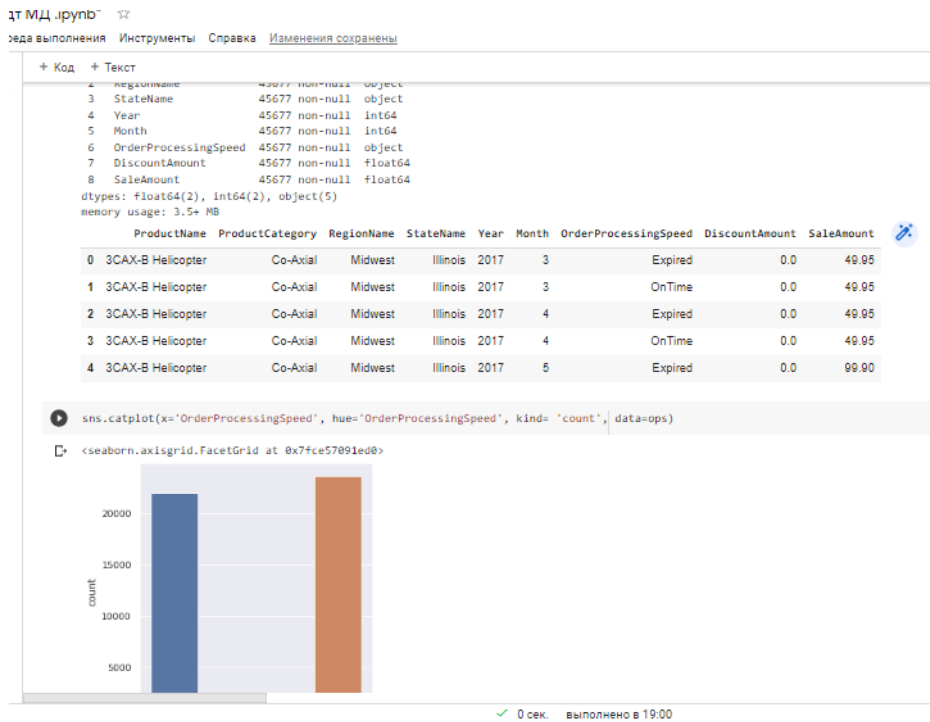 дт МД .ipynb"
реда выполнения Инструменты Справка Изменения сохранены
+ Код + Текст
2 RegionName 45677 non-null object
3 StateName 45677 non-null object
4 Year 45677 non-null int64
5 Month 45677 non-null int64
6 OrderProcessingSpeed 45677 non-null object
7 DiscountAmount 45677 non-null float64
8 SaleAmount 45677 non-null float64
dtypes: float64(2), int64(2), object(5)
memory usage: 3.5+ MB
ProductName ProductCategory RegionName StateName Year Month OrderProcessingSpeed DiscountAmount SaleAmount
0 3CAX-B Helicopter Co-Axial Midwest Illinois 2017 3 Expired 0.0 49.95
1 3CAX-B Helicopter Co-Axial Midwest Illinois 2017 3 OnTime 0.0 49.95
2 3CAX-B Helicopter Co-Axial Midwest Illinois 2017 4 Expired 0.0 49.95
3 3CAX-B Helicopter Co-Axial Midwest Illinois 2017 4 OnTime 0.0 49.95
4 3CAX-B Helicopter Co-Axial Midwest Illinois 2017 5 Expired 0.0 99.90
sns.catplot(x='OrderProcessingSpeed', hue='OrderProcessingSpeed', kind= 'count', data=ops)
<seaborn.axisgrid.FacetGrid at 0x7fce57091ed0>
20000
15000
count
10000
5000
0 сек. выполнено в 19:00